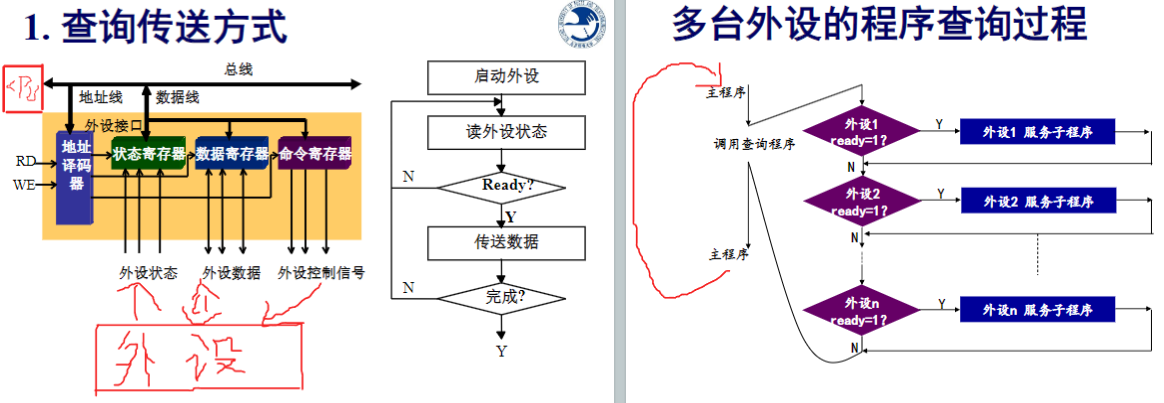 1. 查询传送方式
总线
地址线
数据线
外设接口
地址
译码
器
状态寄存器
数据寄存器
命令寄存器
RD
WE
外设状态
外设数据
外设控制信号
外设
启动外设
读外设状态
Ready?
N
Y
传送数据
完成?
N
Y
多台外设的程序查询过程
主程序
调用查询程序
主程序
外设1
ready=1?
Y
外设1 服务子程序
N
外设2
ready=1?
Y
外设2 服务子程序
N
外设n
ready=1?
Y
外设n 服务子程序
N